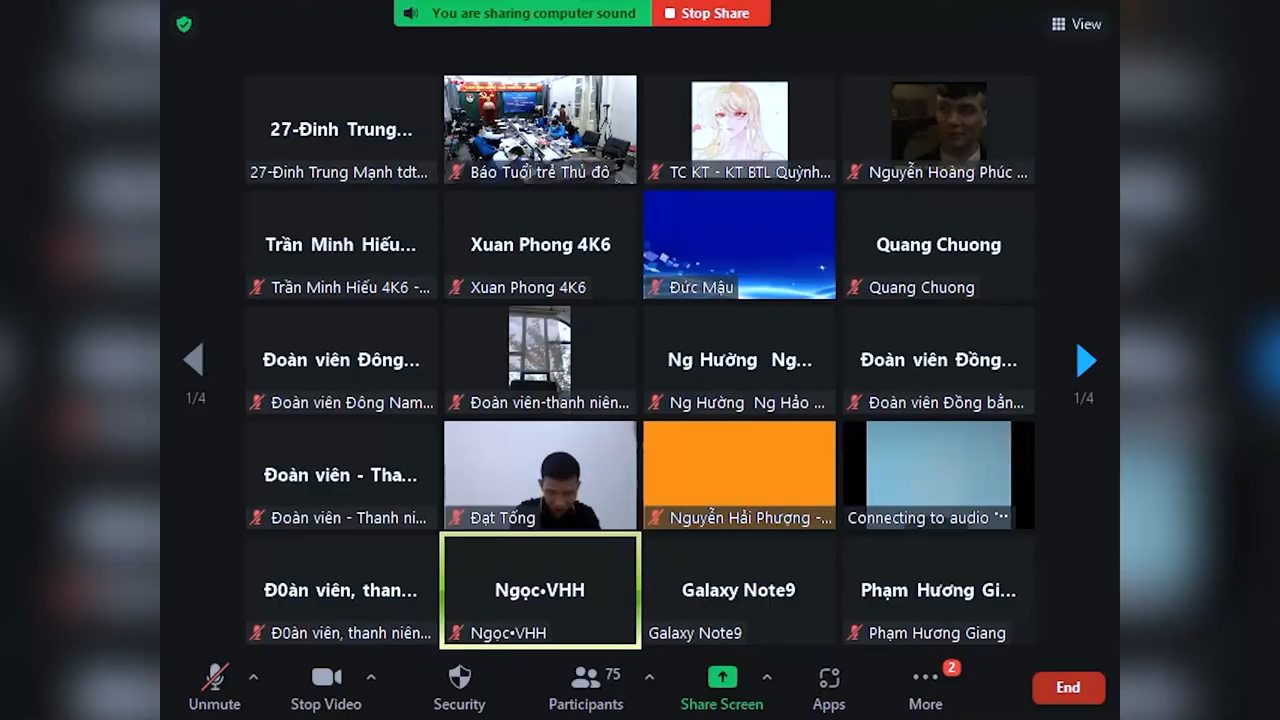 You are sharing computer sound
Stop Share
View
27-Đinh Trung...
27-Đinh Trung Mạnh tdt...
Báo Tuổi trẻ Thủ đô
TC KT - KT BTL Quỳnh...
Nguyễn Hoàng Phúc ...
Trần Minh Hiếu...
Trần Minh Hiếu 4K6 -...
Xuan Phong 4K6
Xuan Phong 4K6
Đức Mậu
Quang Chuong
Quang Chuong
Đoàn viên Đông...
Đoàn viên Đông Nam...
Đoàn viên-thanh niên...
Ng Hường Ng...
Ng Hường Ng Hảo ...
Đoàn viên Đồng...
Đoàn viên Đồng bằn...
1/4
1/4
Đoàn viên - Tha...
Đoàn viên - Thanh ni...
Đạt Tống
Nguyễn Hải Phượng -...
Connecting to audio ...
Đ0àn viên, than...
Đ0àn viên, thanh niên...
Ngọc•VHH
Ngọc•VHH
Galaxy Note9
Galaxy Note9
Phạm Hương Gi...
Phạm Hương Giang
Unmute
Stop Video
Security
75
Participants
Share Screen
Apps
2
More
End